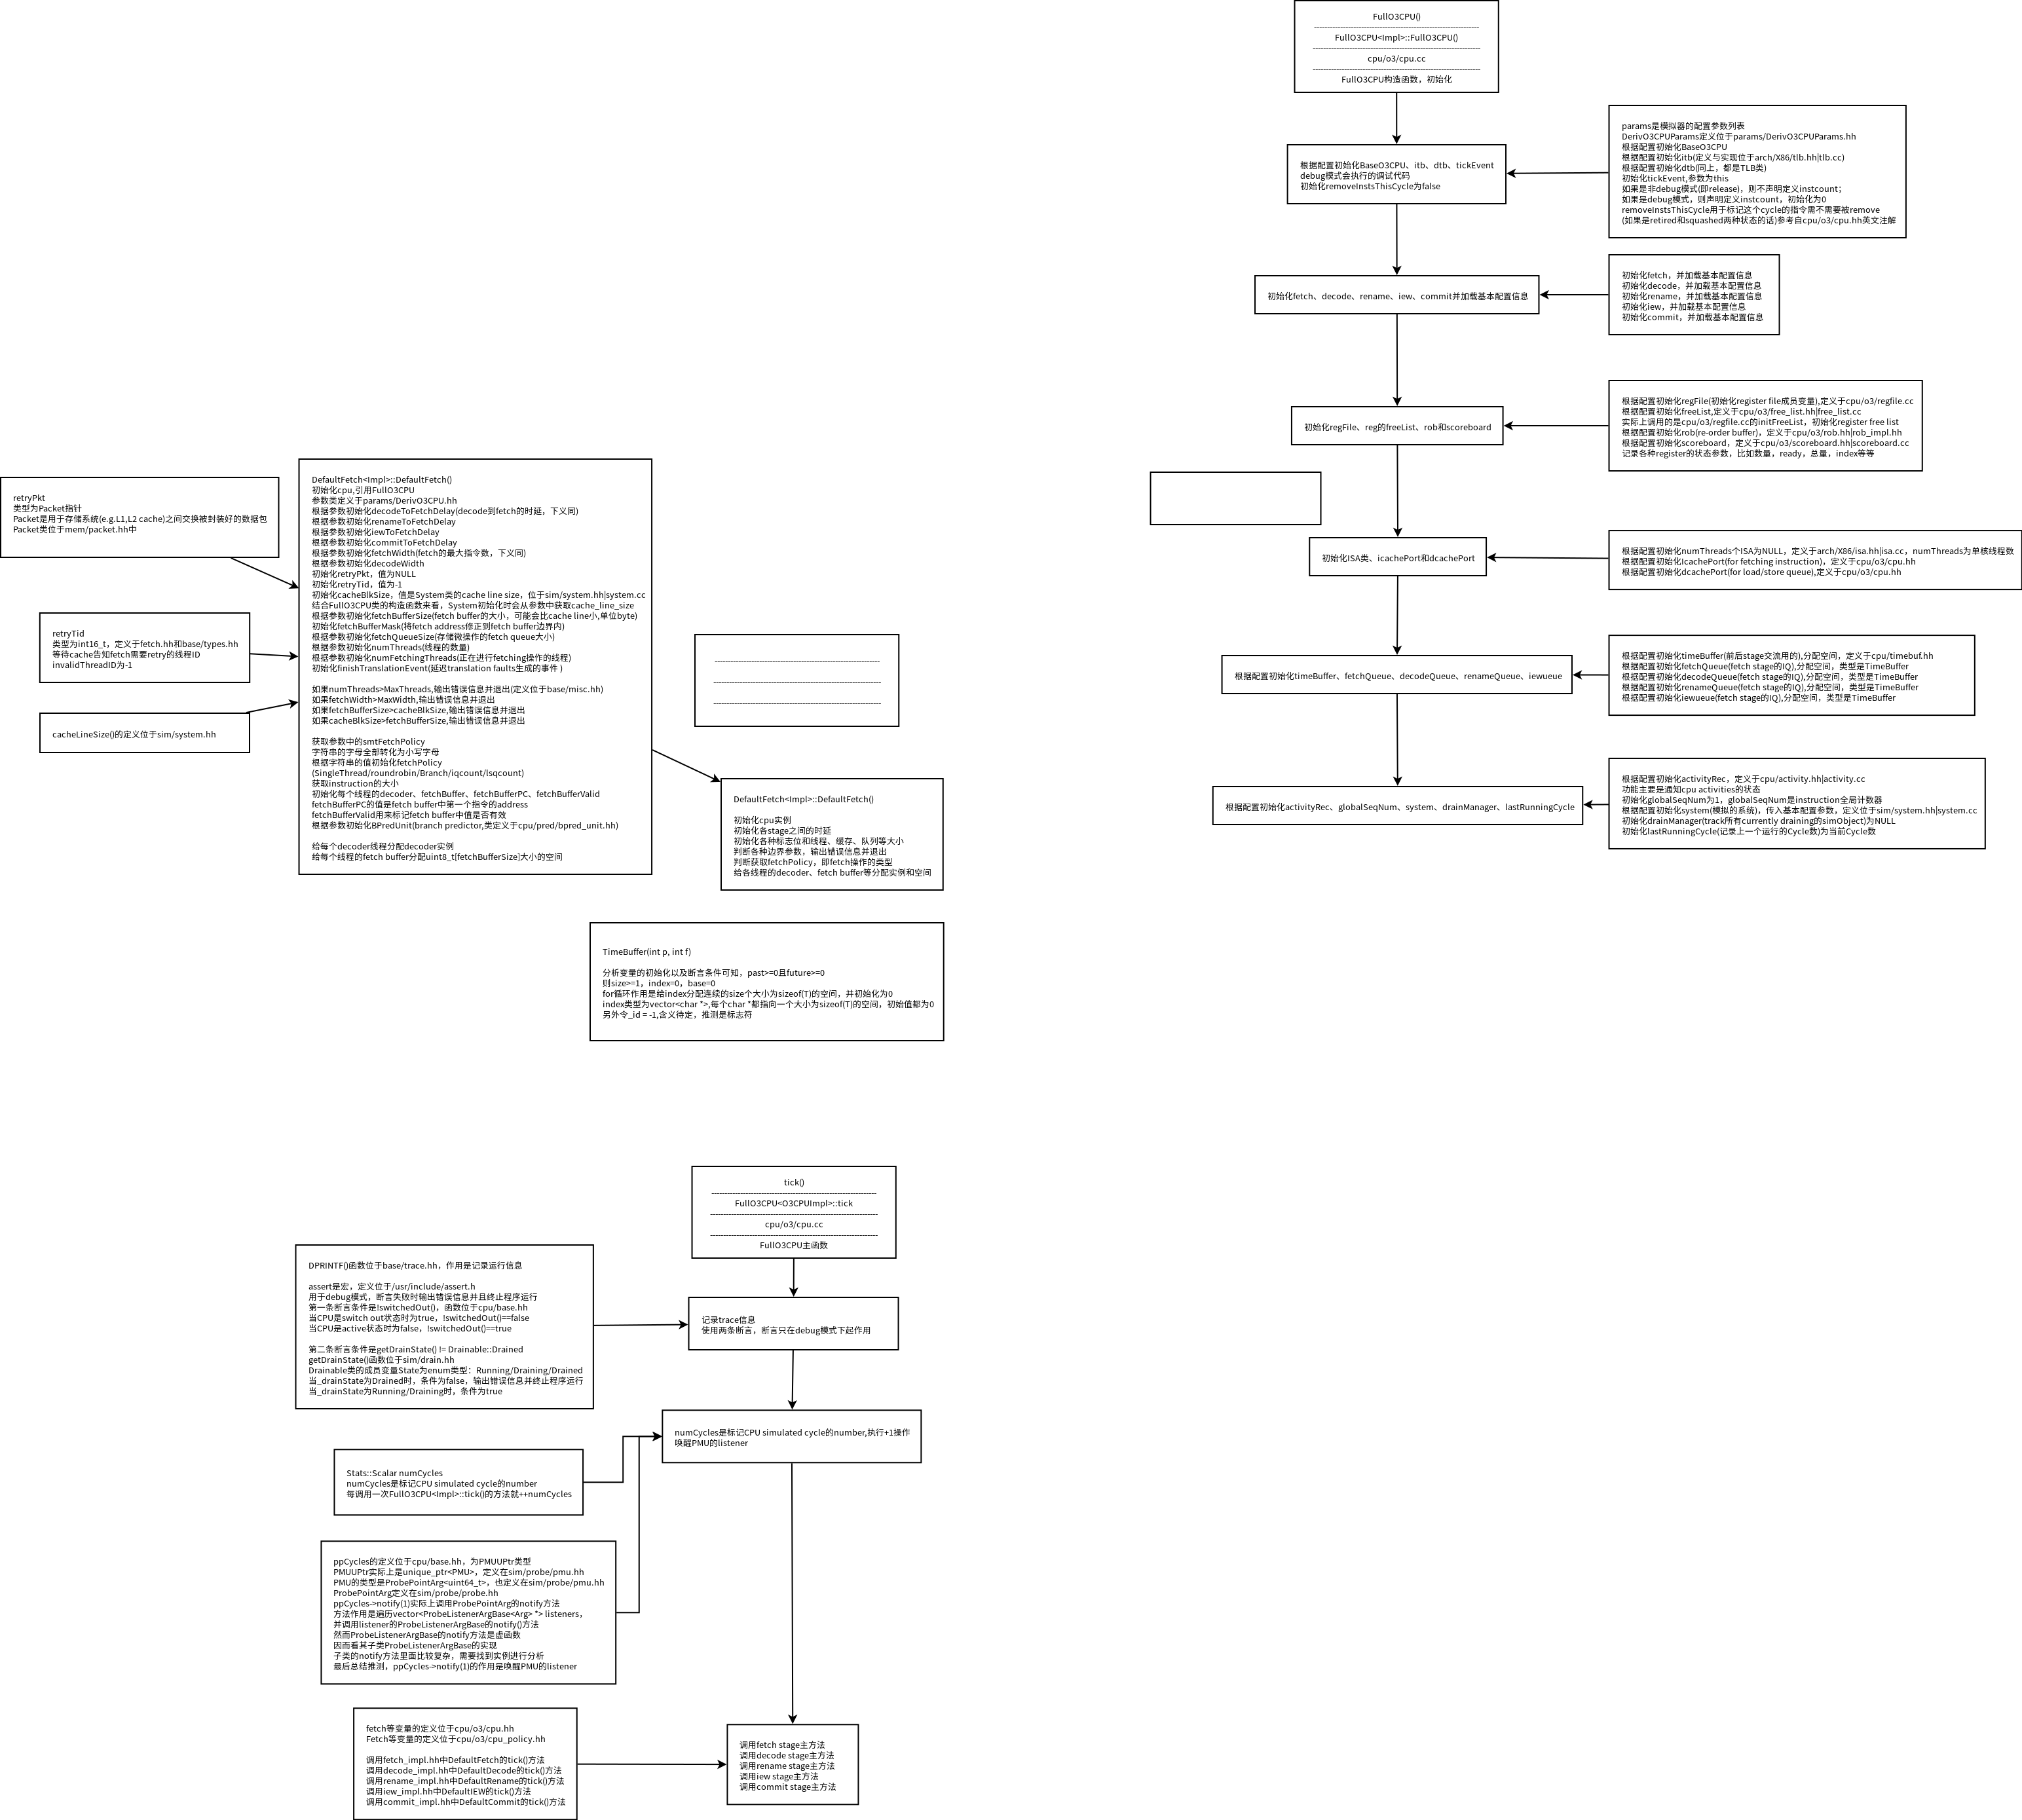 FullO3CPU()
----------------------------------------------------------------
FullO3CPU<Impl>::FullO3CPU()
-----------------------------------------------------------------
cpu/o3/cpu.cc
-----------------------------------------------------------------
FullO3CPU构造函数，初始化
根据配置初始化BaseO3CPU、itb、dtb、tickEvent
debug模式会执行的调试代码
初始化removeInstsThisCycle为false
params是模拟器的配置参数列表
DerivO3CPUParams定义位于params/DerivO3CPUParams.hh
根据配置初始化BaseO3CPU
根据配置初始化itb(定义与实现位于arch/X86/tlb.hh|tlb.cc)
根据配置初始化dtb(同上，都是TLB类)
初始化tickEvent,参数为this
如果是非debug模式(即release)，则不声明定义instcount；
如果是debug模式，则声明定义instcount，初始化为0
removeInstsThisCycle用于标记这个cycle的指令需不需要被remove
(如果是retired和squashed两种状态的话)参考自cpu/o3/cpu.hh英文注解
初始化fetch、decode、rename、iew、commit并加载基本配置信息
初始化fetch，并加载基本配置信息
初始化decode，并加载基本配置信息
初始化rename，并加载基本配置信息
初始化iew，并加载基本配置信息
初始化commit，并加载基本配置信息
初始化regFile、reg的freeList、rob和scoreboard
根据配置初始化regFile(初始化register file成员变量),定义于cpu/o3/regfile.cc
根据配置初始化freeList,定义于cpu/o3/free_list.hh|free_list.cc
实际上调用的是cpu/o3/regfile.cc的initFreeList，初始化register free list
根据配置初始化rob(re-order buffer)，定义于cpu/o3/rob.hh|rob_impl.hh
根据配置初始化scoreboard，定义于cpu/o3/scoreboard.hh|scoreboard.cc
记录各种register的状态参数，比如数量，ready，总量，index等等
初始化ISA类、icachePort和dcachePort
根据配置初始化numThreads个ISA为NULL，定义于arch/X86/isa.hh|isa.cc，numThreads为单核线程数
根据配置初始化IcachePort(for fetching instruction)，定义于cpu/o3/cpu.hh
根据配置初始化dcachePort(for load/store queue),定义于cpu/o3/cpu.hh
根据配置初始化timeBuffer、fetchQueue、decodeQueue、renameQueue、iewueue
根据配置初始化timeBuffer(前后stage交流用的),分配空间，定义于cpu/timebuf.hh
根据配置初始化fetchQueue(fetch stage的IQ),分配空间，类型是TimeBuffer
根据配置初始化decodeQueue(fetch stage的IQ),分配空间，类型是TimeBuffer
根据配置初始化renameQueue(fetch stage的IQ),分配空间，类型是TimeBuffer
根据配置初始化iewueue(fetch stage的IQ),分配空间，类型是TimeBuffer
根据配置初始化activityRec、globalSeqNum、system、drainManager、lastRunningCycle
根据配置初始化activityRec，定义于cpu/activity.hh|activity.cc
功能主要是通知cpu activities的状态
初始化globalSeqNum为1，globalSeqNum是instruction全局计数器
根据配置初始化system(模拟的系统)，传入基本配置参数，定义位于sim/system.hh|system.cc
初始化drainManager(track所有currently draining的simObject)为NULL
初始化lastRunningCycle(记录上一个运行的Cycle数)为当前Cycle数
retryPkt
类型为Packet指针
Packet是用于存储系统(e.g.L1,L2 cache)之间交换被封装好的数据包
Packet类位于mem/packet.hh中
retryTid
类型为int16_t，定义于fetch.hh和base/types.hh
等待cache告知fetch需要retry的线程ID
invalidThreadID为-1
cacheLineSize()的定义位于sim/system.hh
DefaultFetch<Impl>::DefaultFetch()
初始化cpu,引用FullO3CPU
参数类定义于params/DerivO3CPU.hh
根据参数初始化decodeToFetchDelay(decode到fetch的时延，下义同)
根据参数初始化renameToFetchDelay
根据参数初始化iewToFetchDelay
根据参数初始化commitToFetchDelay
根据参数初始化fetchWidth(fetch的最大指令数，下义同)
根据参数初始化decodeWidth
初始化retryPkt，值为NULL
初始化retryTid，值为-1
初始化cacheBlkSize，值是System类的cache line size，位于sim/system.hh|system.cc
结合FullO3CPU类的构造函数来看，System初始化时会从参数中获取cache_line_size
根据参数初始化fetchBufferSize(fetch buffer的大小，可能会比cache line小,单位byte)
初始化fetchBufferMask(将fetch address修正到fetch buffer边界内)
根据参数初始化fetchQueueSize(存储微操作的fetch queue大小)
根据参数初始化numThreads(线程的数量)
根据参数初始化numFetchingThreads(正在进行fetching操作的线程)
初始化finishTranslationEvent(延迟translation faults生成的事件 )
如果numThreads>MaxThreads,输出错误信息并退出(定义位于base/misc.hh)
如果fetchWidth>MaxWidth,输出错误信息并退出
如果fetchBufferSize>cacheBlkSize,输出错误信息并退出
如果cacheBlkSize>fetchBufferSize,输出错误信息并退出
获取参数中的smtFetchPolicy
字符串的字母全部转化为小写字母
根据字符串的值初始化fetchPolicy
(SingleThread/roundrobin/Branch/iqcount/lsqcount)
获取instruction的大小
初始化每个线程的decoder、fetchBuffer、fetchBufferPC、fetchBufferValid
fetchBufferPC的值是fetch buffer中第一个指令的address
fetchBufferValid用来标记fetch buffer中值是否有效
根据参数初始化BPredUnit(branch predictor,类定义于cpu/pred/bpred_unit.hh)
给每个decoder线程分配decoder实例
给每个线程的fetch buffer分配uint8_t[fetchBufferSize]大小的空间
----------------------------------------------------------------
-----------------------------------------------------------------
-----------------------------------------------------------------
DefaultFetch<Impl>::DefaultFetch()
初始化cpu实例
初始化各stage之间的时延
初始化各种标志位和线程、缓存、队列等大小
判断各种边界参数，输出错误信息并退出
判断获取fetchPolicy，即fetch操作的类型
给各线程的decoder、fetch buffer等分配实例和空间
TimeBuffer(int p, int f)
分析变量的初始化以及断言条件可知，past>=0且future>=0
则size>=1，index=0，base=0
for循环作用是给index分配连续的size个大小为sizeof(T)的空间，并初始化为0
index类型为vector<char *>,每个char *都指向一个大小为sizeof(T)的空间，初始值都为0
另外令_id = -1,含义待定，推测是标志符
tick()
----------------------------------------------------------------
FullO3CPU<O3CPUImpl>::tick
-----------------------------------------------------------------
cpu/o3/cpu.cc
-----------------------------------------------------------------
FullO3CPU主函数
DPRINTF()函数位于base/trace.hh，作用是记录运行信息
assert是宏，定义位于/usr/include/assert.h
用于debug模式，断言失败时输出错误信息并且终止程序运行
第一条断言条件是!switchedOut()，函数位于cpu/base.hh
当CPU是switch out状态时为true，!switchedOut()==false
当CPU是active状态时为false，!switchedOut()==true
第二条断言条件是getDrainState() != Drainable::Drained
getDrainState()函数位于sim/drain.hh
Drainable类的成员变量State为enum类型：Running/Draining/Drained
当_drainState为Drained时，条件为false，输出错误信息并终止程序运行
当_drainState为Running/Draining时，条件为true
记录trace信息
使用两条断言，断言只在debug模式下起作用
numCycles是标记CPU simulated cycle的number,执行+1操作
唤醒PMU的listener
Stats::Scalar numCycles
numCycles是标记CPU simulated cycle的number
每调用一次FullO3CPU<Impl>::tick()的方法就++numCycles
ppCycles的定义位于cpu/base.hh，为PMUUPtr类型
PMUUPtr实际上是unique_ptr<PMU>，定义在sim/probe/pmu.hh
PMU的类型是ProbePointArg<uint64_t>，也定义在sim/probe/pmu.hh
ProbePointArg定义在sim/probe/probe.hh
ppCycles->notify(1)实际上调用ProbePointArg的notify方法
方法作用是遍历vector<ProbeListenerArgBase<Arg> *> listeners，
并调用listener的ProbeListenerArgBase的notify()方法
然而ProbeListenerArgBase的notify方法是虚函数
因而看其子类ProbeListenerArgBase的实现
子类的notify方法里面比较复杂，需要找到实例进行分析
最后总结推测，ppCycles->notify(1)的作用是唤醒PMU的listener
fetch等变量的定义位于cpu/o3/cpu.hh
Fetch等变量的定义位于cpu/o3/cpu_policy.hh
调用fetch_impl.hh中DefaultFetch的tick()方法
调用decode_impl.hh中DefaultDecode的tick()方法
调用rename_impl.hh中DefaultRename的tick()方法
调用iew_impl.hh中DefaultIEW的tick()方法
调用commit_impl.hh中DefaultCommit的tick()方法
调用fetch stage主方法
调用decode stage主方法
调用rename stage主方法
调用iew stage主方法
调用commit stage主方法